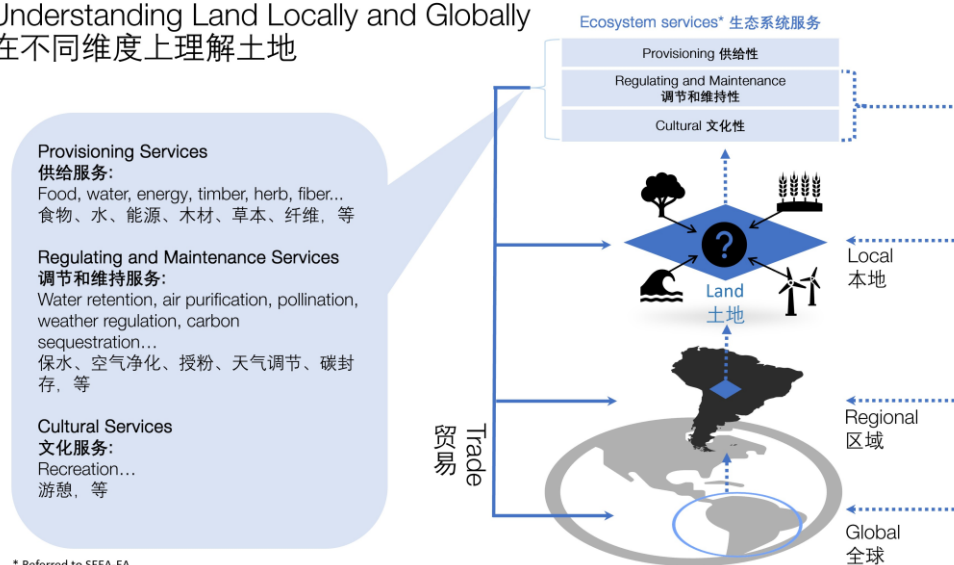 Understanding Land Locally and Globally
在不同维度上理解土地
Ecosystem services* 生态系统服务
Provisioning 供给性
Regulating and Maintenance
调节和维持性
Cultural 文化性
Provisioning Services
供给服务:
Food, water, energy, timber, herb, fiber...
食物、水、能源、木材、草本、纤维，等
Regulating and Maintenance Services
调节和维持服务:
Water retention, air purification, pollination,
weather regulation, carbon
sequestration…
保水、空气净化、授粉、天气调节、碳封
存，等
Cultural Services
文化服务:
Recreation…
游憩，等
?
Land
土地
Local
本地
Trade
贸易
Regional
区域
Global
全球
* Referred to SEEA-EA